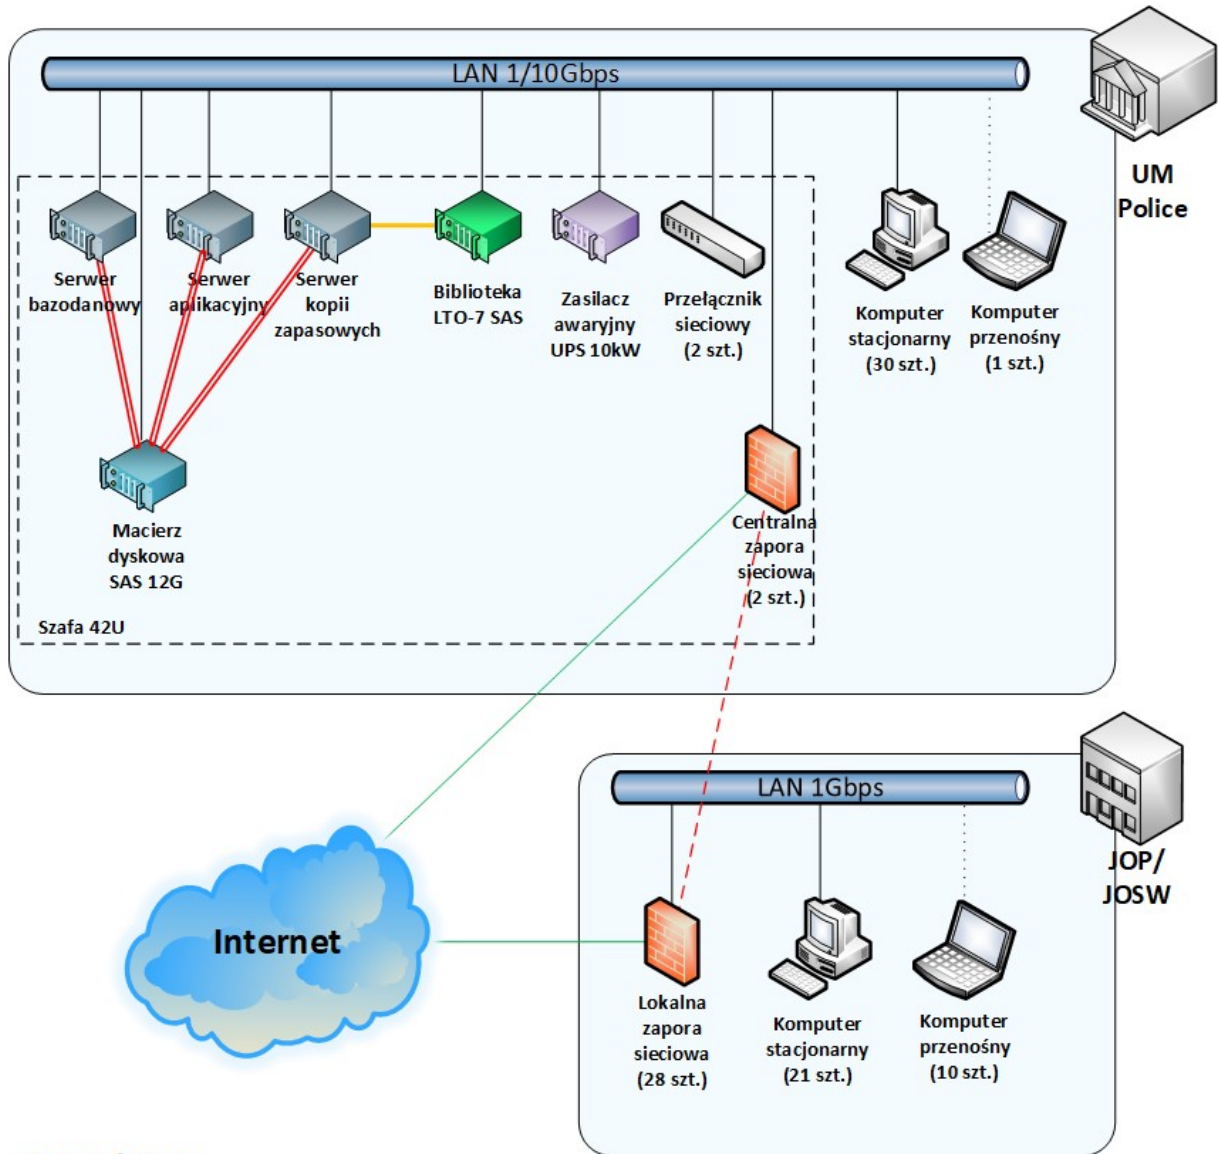 LAN 1/10Gbps
UM
Police
Serwer
bazodanowy
Serwer
aplikacyjny
Serwer
kopii
zapasowych
Biblioteka
LTO-7 SAS
Zasilacz
awaryjny
UPS 10kW
Przełącznik
sieciowy
(2 szt.)
Komputer
stacjonarny
(30 szt.)
Komputer
przenośny
(1 szt.)
Macierz
dyskowa
SAS 12G
Centralna
zapora
sieciowa
(2 szt.)
Szafa 42U
LAN 1Gbps
JOP/
JOSW
Internet
Lokalna
zapora
sieciowa
(28 szt.)
Komputer
stacjonarny
(21 szt.)
Komputer
przenośny
(10 szt.)